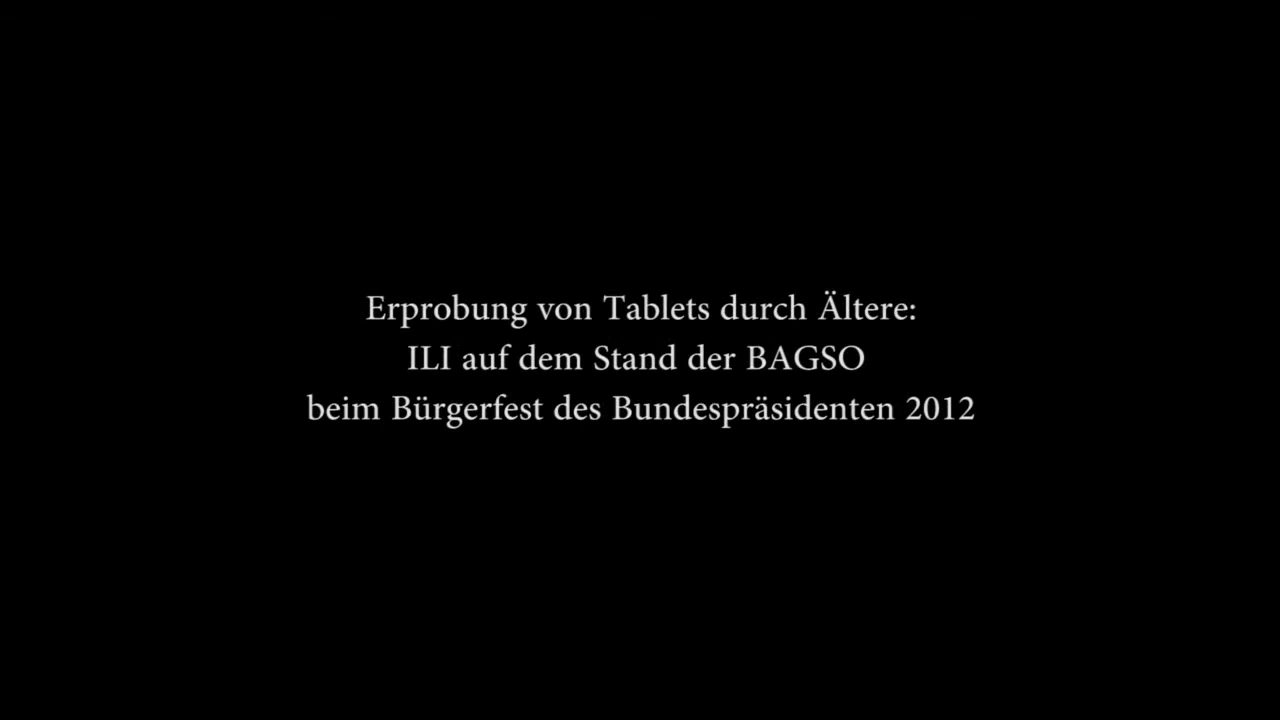 Erprobung von Tablets durch Ältere:
ILI auf dem Stand der BAGSO
beim Bürgerfest des Bundespräsidenten 2012